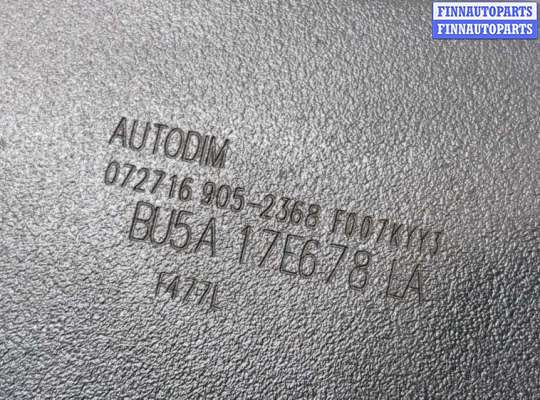 FINNAUTOPARTS
FINNAUTOPARTS
AUTODIM
072716 905-2368 F007KYY3
BU5A 17E678 LA
F477L